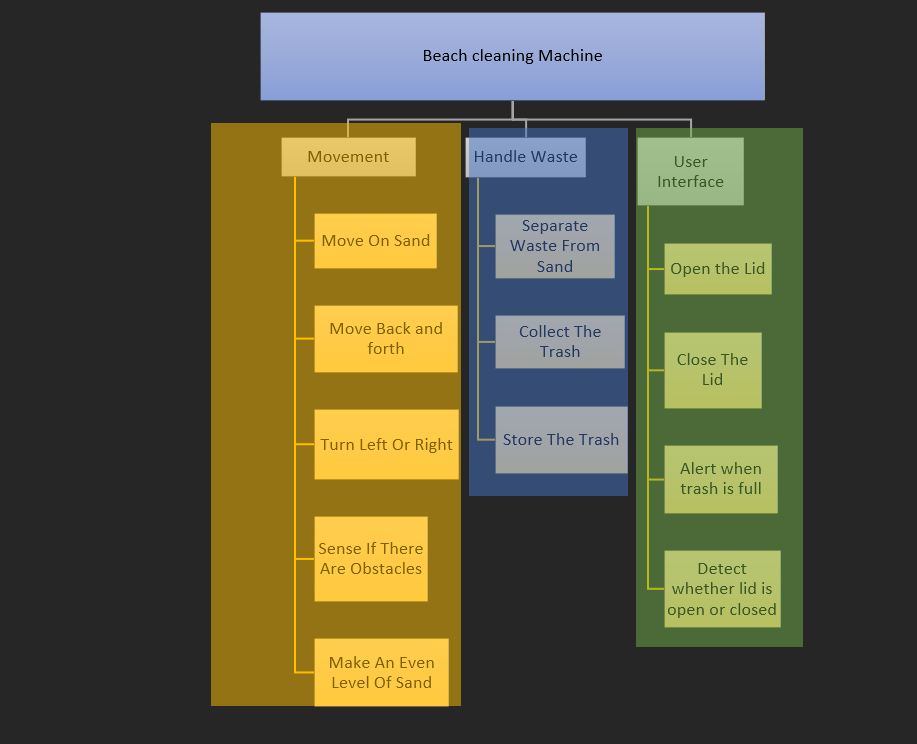 Beach cleaning Machine
Movement
Move On Sand
Move Back and
forth
Turn Left Or Right
Sense If There
Are Obstacles
Make An Even
Level Of Sand
Handle Waste
Separate
Waste From
Sand
Collect The
Trash
Store The Trash
User
Interface
Open the Lid
Close The
Lid
Alert when
trash is full
Detect
whether lid is
open or closed